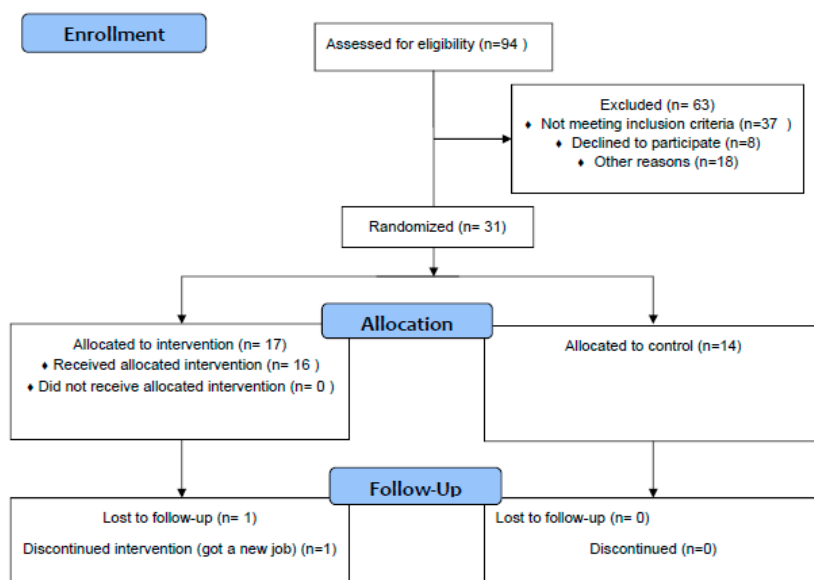 Enrollment
Assessed for eligibility (n=94 )
Excluded (n= 63)
♦ Not meeting inclusion criteria (n=37 )
♦ Declined to participate (n=8)
♦ Other reasons (n=18)
Randomized (n= 31)
Allocation
Allocated to intervention (n= 17)
♦ Received allocated intervention (n= 16 )
♦ Did not receive allocated intervention (n= 0 )
Allocated to control (n=14)
Follow-Up
Lost to follow-up (n= 1)
Discontinued intervention (got a new job) (n=1)
Lost to follow-up (n= 0)
Discontinued (n=0)